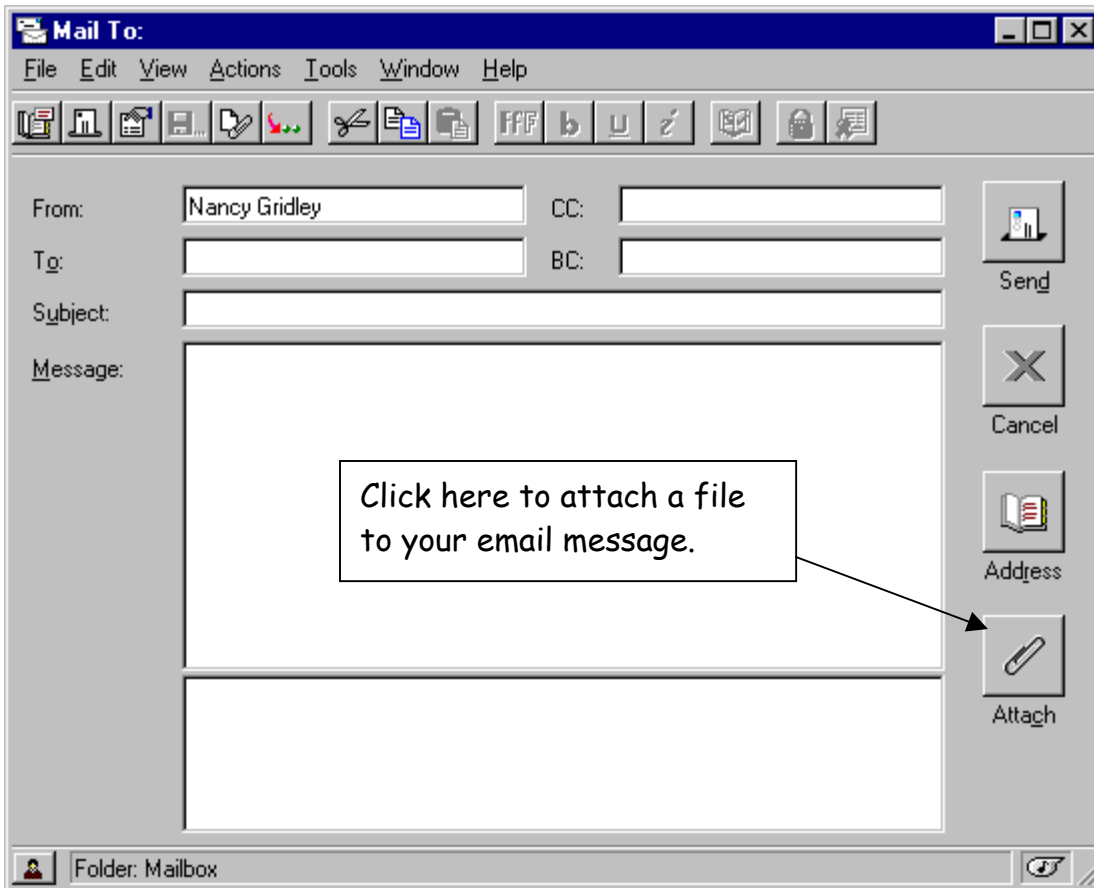 Mail To:
File Edit View Actions Tools Window Help
FfF b u i
From: Nancy Gridley CC:
To: BC:
Subject:
Message:
Send
Cancel
Click here to attach a file
to your email message.
Address
Attach
Folder: Mailbox